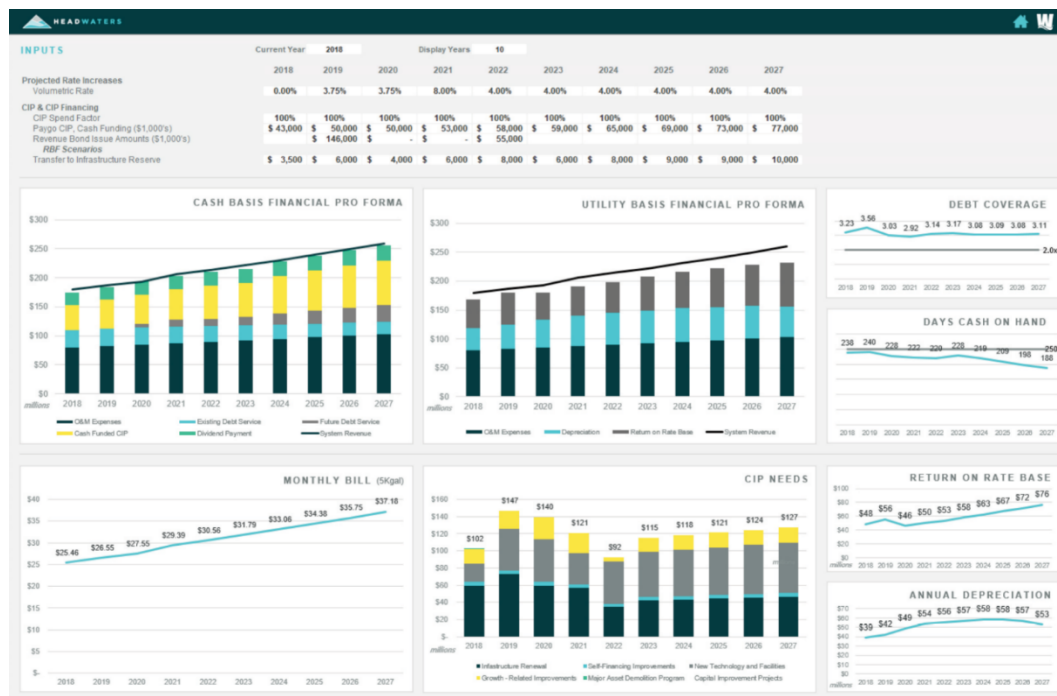 HEADWATERS
W
INPUTS
Current Year 2018 Display Years 10
2018 2019 2020 2021 2022 2023 2024 2025 2026 2027
Projected Rate Increases
Volumetric Rate 0.00% 3.75% 3.75% 8.00% 4.00% 4.00% 4.00% 4.00% 4.00% 4.00%
CIP & CIP Financing
CIP Spend Factor 100% 100% 100% 100% 100% 100% 100% 100% 100% 100%
Paygo CIP, Cash Funding ($1,000's) $ 43,000 $ 50,000 $ 50,000 $ 53,000 $ 58,000 $ 59,000 $ 65,000 $ 69,000 $ 73,000 $ 77,000
Revenue Bond Issue Amounts ($1,000's) $ 146,000 $ - $ - $ 55,000
RBF Scenarios
Transfer to Infrastructure Reserve $ 3,500 $ 6,000 $ 4,000 $ 6,000 $ 8,000 $ 6,000 $ 8,000 $ 9,000 $ 9,000 $ 10,000
CASH BASIS FINANCIAL PRO FORMA
$300
$250
$200
$150
$100
$50
$0
millions 2018 2019 2020 2021 2022 2023 2024 2025 2026 2027
O&M Expenses Existing Debt Service Future Debt Service
Cash Funded CIP Dividend Payment System Revenue
UTILITY BASIS FINANCIAL PRO FORMA
$300
$250
$200
$150
$100
$50
$0
millions 2018 2019 2020 2021 2022 2023 2024 2025 2026 2027
O&M Expenses Depreciation Return on Rate Base System Revenue
DEBT COVERAGE
3.23 3.56 3.03 2.92 3.14 3.17 3.08 3.09 3.08 3.11
2.0x
2018 2019 2020 2021 2022 2023 2024 2025 2026 2027
DAYS CASH ON HAND
238 240 228 222 220 228 219 209 198 188
250
2018 2019 2020 2021 2022 2023 2024 2025 2026 2027
MONTHLY BILL (5Kgal)
$40
$35
$30
$25
$20
$15
$10
$5
$-
$25.46 $26.55 $27.55 $29.39 $30.56 $31.79 $33.06 $34.38 $35.75 $37.18
2018 2019 2020 2021 2022 2023 2024 2025 2026 2027
CIP NEEDS
$160
$140
$120
$100
$80
$60
$40
$20
$-
$102 $147 $140 $121 $92 $115 $118 $121 $124 $127
millions 2018 2019 2020 2021 2022 2023 2024 2025 2026 2027
Infrastructure Renewal Self-Financing Improvements New Technology and Facilities
Growth - Related Improvements Major Asset Demolition Program Capital Improvement Projects
RETURN ON RATE BASE
$100
$80
$60
$40
$20
$0
$48 $56 $46 $50 $53 $58 $63 $67 $72 $76
millions 2018 2019 2020 2021 2022 2023 2024 2025 2026 2027
ANNUAL DEPRECIATION
$70
$60
$50
$40
$30
$20
$10
$0
$39 $42 $49 $54 $56 $57 $58 $58 $57 $53
millions 2018 2019 2020 2021 2022 2023 2024 2025 2026 2027